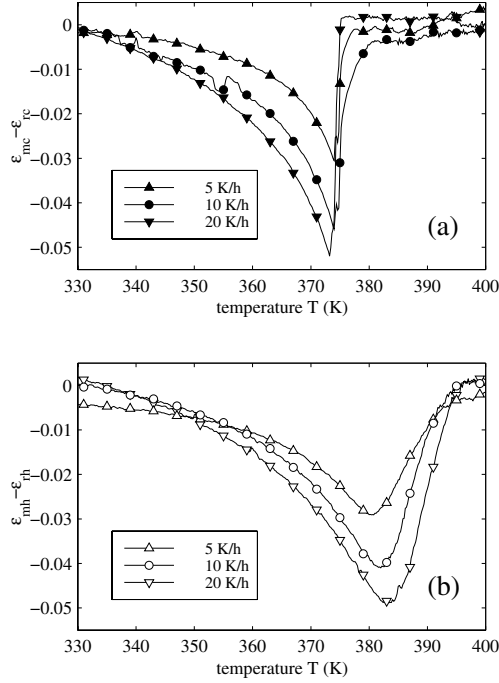 0
−0.01
−0.02
−0.03
−0.04
−0.05
ε_mc−ε_rc
5 K/h
10 K/h
20 K/h
(a)
330 340 350 360 370 380 390 400
temperature T (K)
0
−0.01
−0.02
−0.03
−0.04
−0.05
ε_mh−ε_rh
5 K/h
10 K/h
20 K/h
(b)
330 340 350 360 370 380 390 400
temperature T (K)